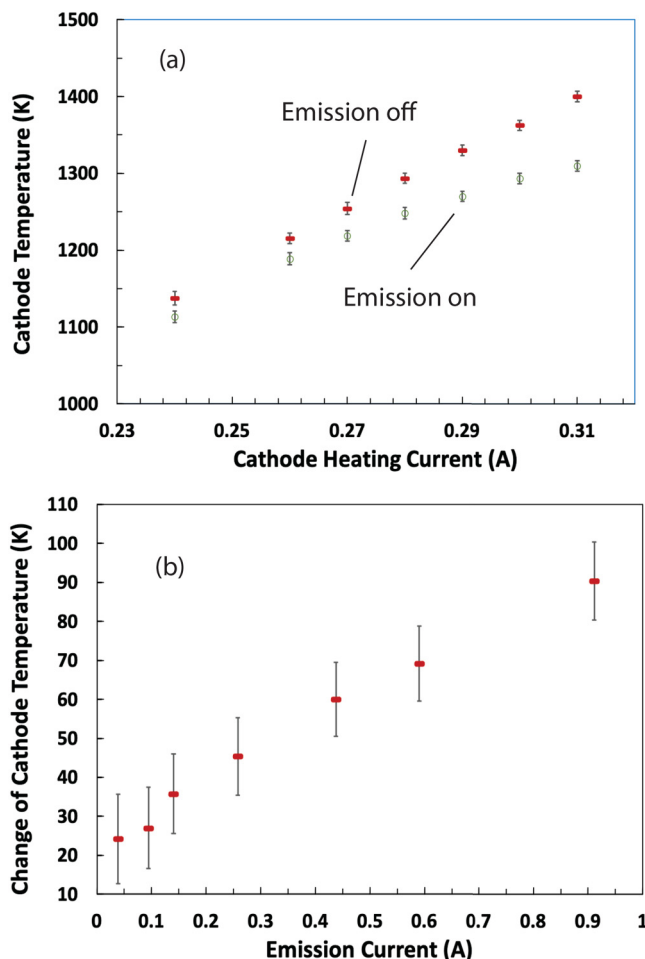 1500
(a)
1400
Emission off
1300
1200
Emission on
1100
1000
0.23 0.25 0.27 0.29 0.31
Cathode Heating Current (A)
Cathode Temperature (K)
110
100
(b)
90
80
70
60
50
40
30
20
10
0 0.1 0.2 0.3 0.4 0.5 0.6 0.7 0.8 0.9 1
Emission Current (A)
Change of Cathode Temperature (K)